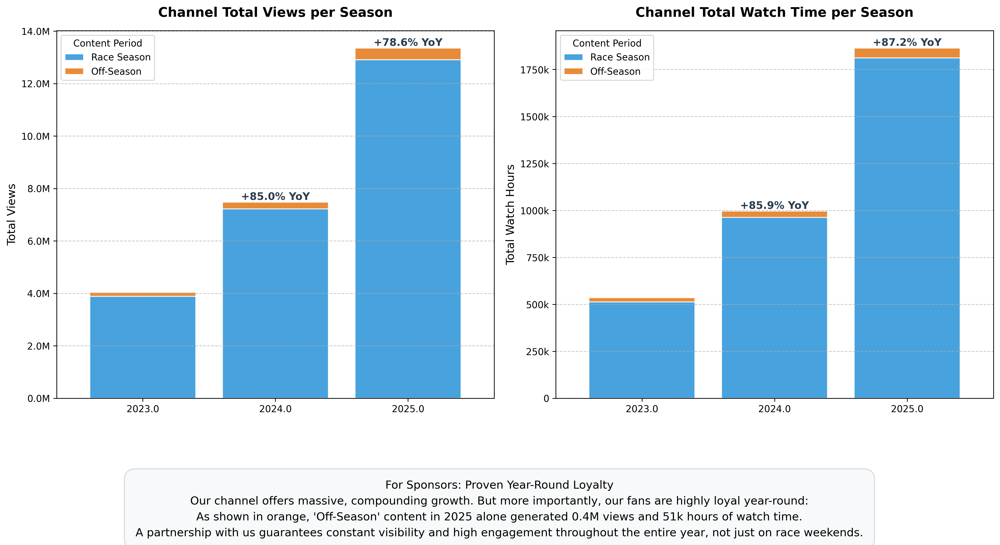 Channel Total Views per Season
14.0M
12.0M
10.0M
8.0M
6.0M
4.0M
2.0M
0.0M
Total Views
Content Period
Race Season
Off-Season
+85.0% YoY
+78.6% YoY
2023.0
2024.0
2025.0
Channel Total Watch Time per Season
1750k
1500k
1250k
1000k
750k
500k
250k
0
Total Watch Hours
Content Period
Race Season
Off-Season
+85.9% YoY
+87.2% YoY
2023.0
2024.0
2025.0
For Sponsors: Proven Year-Round Loyalty
Our channel offers massive, compounding growth. But more importantly, our fans are highly loyal year-round:
As shown in orange, 'Off-Season' content in 2025 alone generated 0.4M views and 51k hours of watch time.
A partnership with us guarantees constant visibility and high engagement throughout the entire year, not just on race weekends.